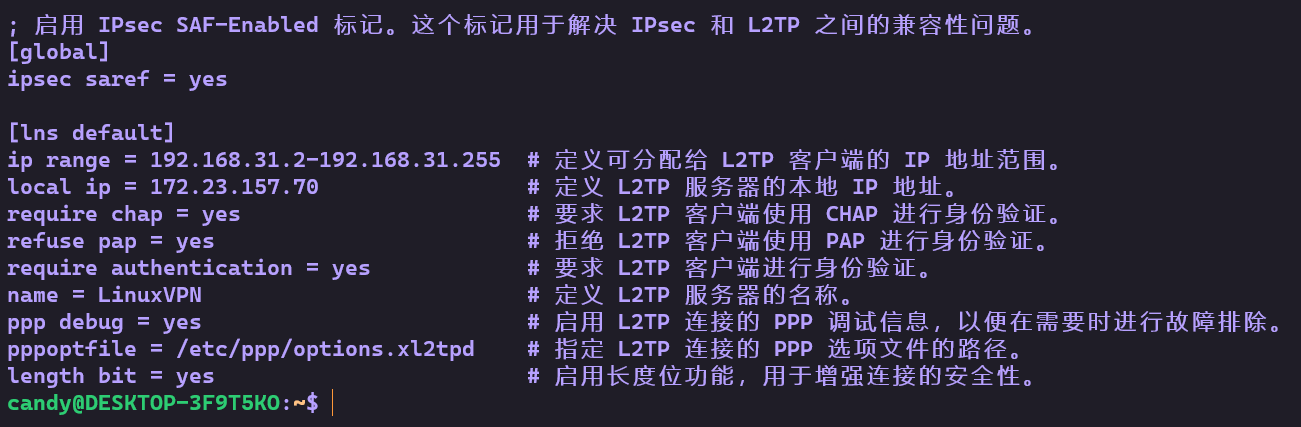 ; 启用 IPsec SAF-Enabled 标记。这个标记用于解决 IPsec 和 L2TP 之间的兼容性问题。
[global]
ipsec saref = yes
[lns default]
ip range = 192.168.31.2-192.168.31.255  # 定义可分配给 L2TP 客户端的 IP 地址范围。
local ip = 172.23.157.70                # 定义 L2TP 服务器的本地 IP 地址。
require chap = yes                      # 要求 L2TP 客户端使用 CHAP 进行身份验证。
refuse pap = yes                        # 拒绝 L2TP 客户端使用 PAP 进行身份验证。
require authentication = yes            # 要求 L2TP 客户端进行身份验证。
name = LinuxVPN                         # 定义 L2TP 服务器的名称。
ppp debug = yes                         # 启用 L2TP 连接的 PPP 调试信息，以便在需要时进行故障排除。
pppoptfile = /etc/ppp/options.xl2tpd    # 指定 L2TP 连接的 PPP 选项文件的路径。
length bit = yes                        # 启用长度位功能，用于增强连接的安全性。
candy@DESKTOP-3F9T5KO:~$